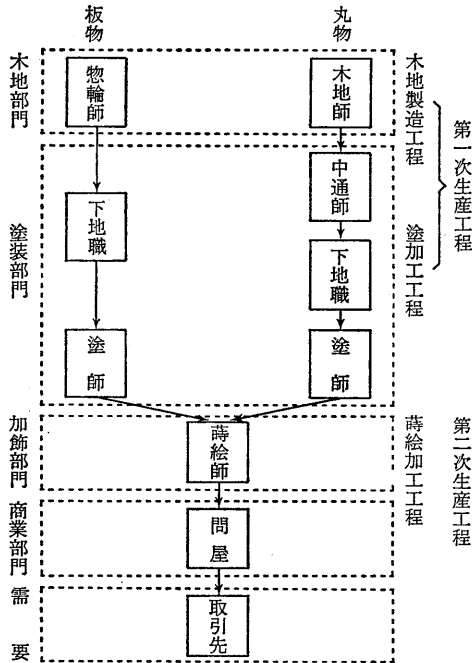 丸物
板物
第一次生産工程
木地製造工程
木地師
惣輪師
木地部門
塗加工工程
中通師
下地職
塗師
下地職
塗師
塗装部門
第二次生産工程
蒔絵加工工程
蒔絵師
加飾部門
問屋
商業部門
取引先
需要